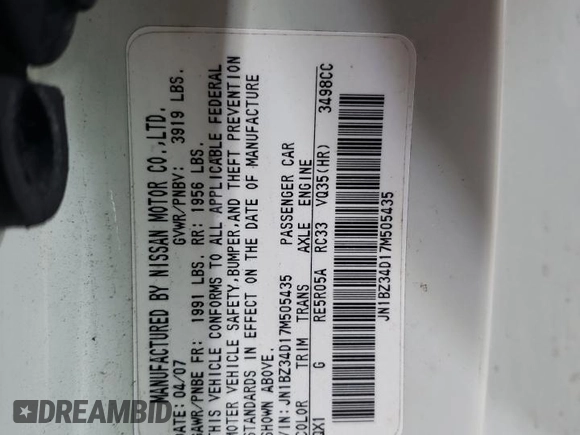 MANUFACTURED BY NISSAN MOTOR CO.,LTD.
DATE: 04/07 GVWR/PNBV: 3919 LBS.
GAWR/PNBE FR: 1991 LBS. RR: 1956 LBS.
THIS VEHICLE CONFORMS TO ALL APPLICABLE FEDERAL
MOTOR VEHICLE SAFETY,BUMPER,AND THEFT PREVENTION
STANDARDS IN EFFECT ON THE DATE OF MANUFACTURE
SHOWN ABOVE.
VIN: JN1BZ34D17M505435 PASSENGER CAR
COLOR TRIM TRANS AXLE ENGINE
QX1 G RE5R05A RC33 VQ35(HR) 3498CC
JN1BZ34D17M505435
DREAMBID